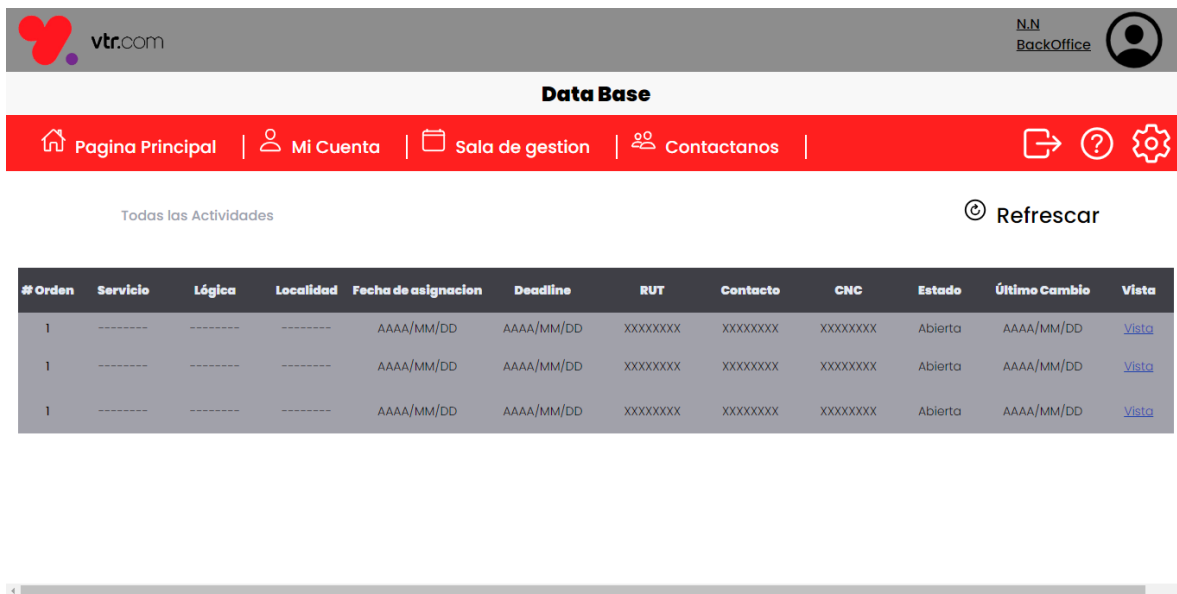 vtr.com
N.N
BackOffice
Data Base
Pagina Principal | Mi Cuenta | Sala de gestion | Contactanos |
Todas las Actividades
Refrescar
# Orden Servicio Lógica Localidad Fecha de asignacion Deadline RUT Contacto CNC Estado Último Cambio Vista
1 -------- -------- -------- AAAA/MM/DD AAAA/MM/DD XXXXXXXX XXXXXXXX XXXXXXXX Abierta AAAA/MM/DD Vista
1 -------- -------- -------- AAAA/MM/DD AAAA/MM/DD XXXXXXXX XXXXXXXX XXXXXXXX Abierta AAAA/MM/DD Vista
1 -------- -------- -------- AAAA/MM/DD AAAA/MM/DD XXXXXXXX XXXXXXXX XXXXXXXX Abierta AAAA/MM/DD Vista